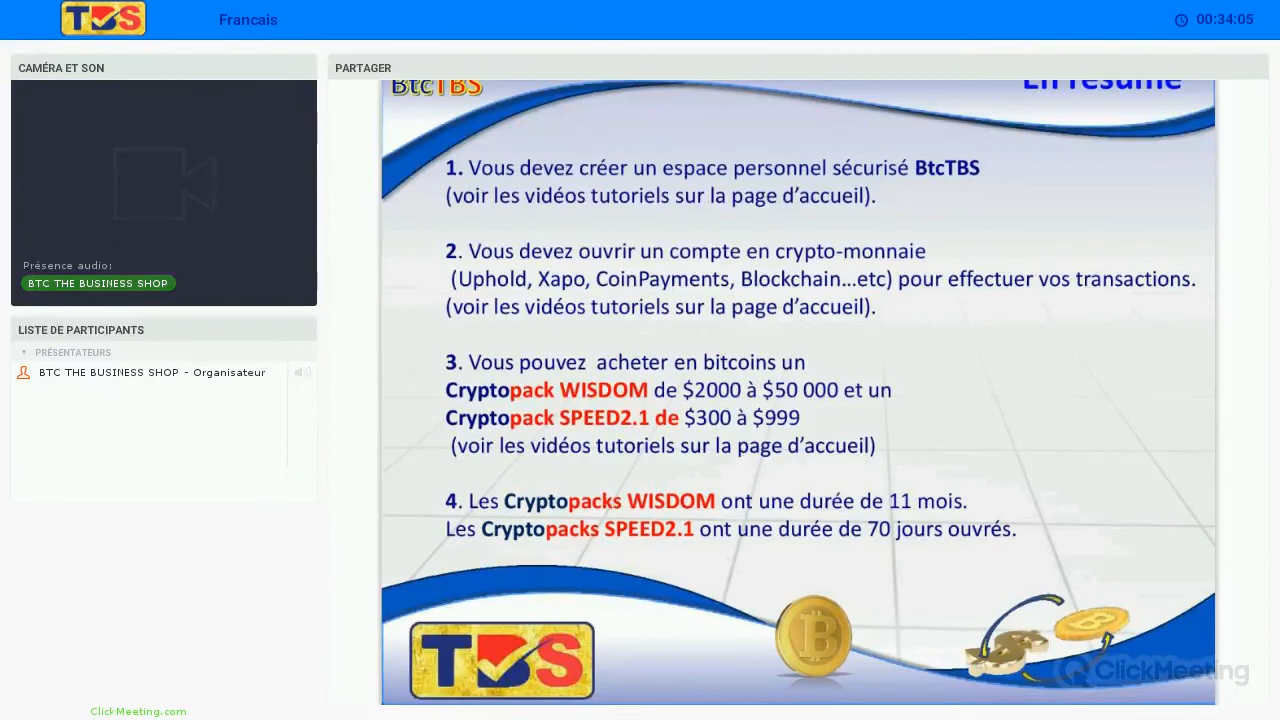 TBS
Francais
00:34:05
CAMÉRA ET SON
PARTAGER
BtcTBS
En résumé
1. Vous devez créer un espace personnel sécurisé BtcTBS
(voir les vidéos tutoriels sur la page d’accueil).
2. Vous devez ouvrir un compte en crypto-monnaie
(Uphold, Xapo, CoinPayments, Blockchain...etc) pour effectuer vos transactions.
(voir les vidéos tutoriels sur la page d’accueil).
3. Vous pouvez acheter en bitcoins un
Cryptopack WISDOM de $2000 à $50 000 et un
Cryptopack SPEED2.1 de $300 à $999
(voir les vidéos tutoriels sur la page d’accueil)
4. Les Cryptopacks WISDOM ont une durée de 11 mois.
Les Cryptopacks SPEED2.1 ont une durée de 70 jours ouvrés.
TBS
ClickMeeting
Présence audio:
BTC THE BUSINESS SHOP
LISTE DE PARTICIPANTS
PRÉSENTATEURS
BTC THE BUSINESS SHOP - Organisateur
ClickMeeting.com